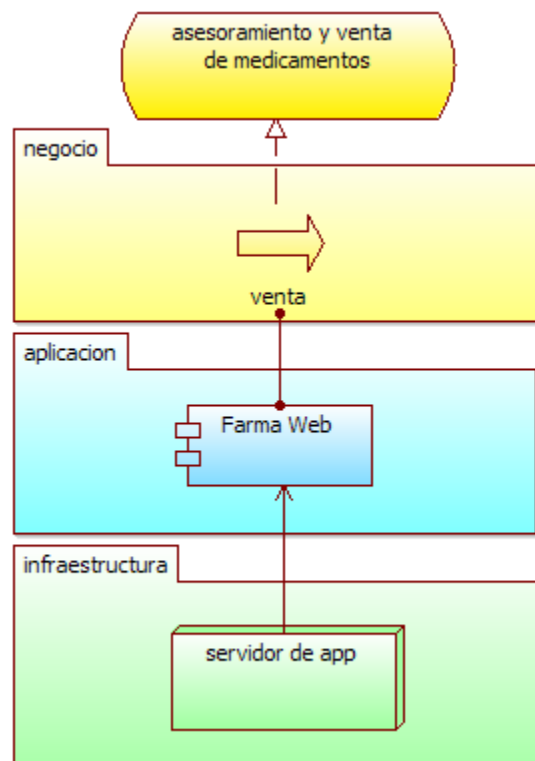 asesoramiento y venta
de medicamentos
negocio
venta
aplicacion
Farma Web
infraestructura
servidor de app